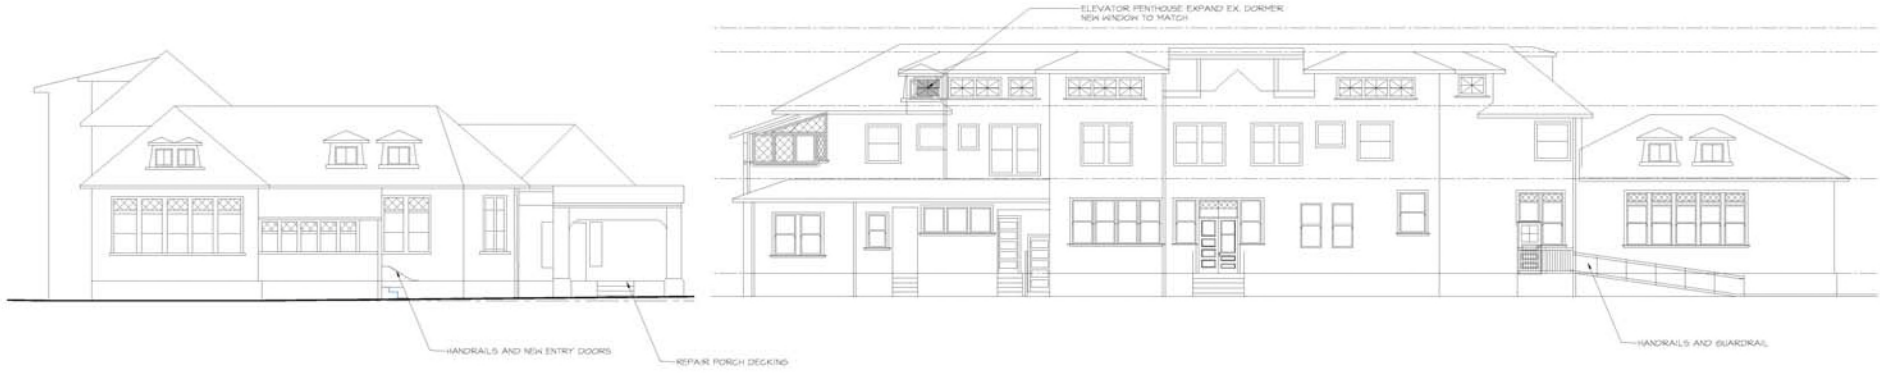 ELEVATOR PENTHOUSE EXPAND EX. DORMER
NEW WINDOW TO MATCH
HANDRAILS AND NEW ENTRY DOORS
REPAIR PORCH DECKING
HANDRAILS AND GUARDRAIL